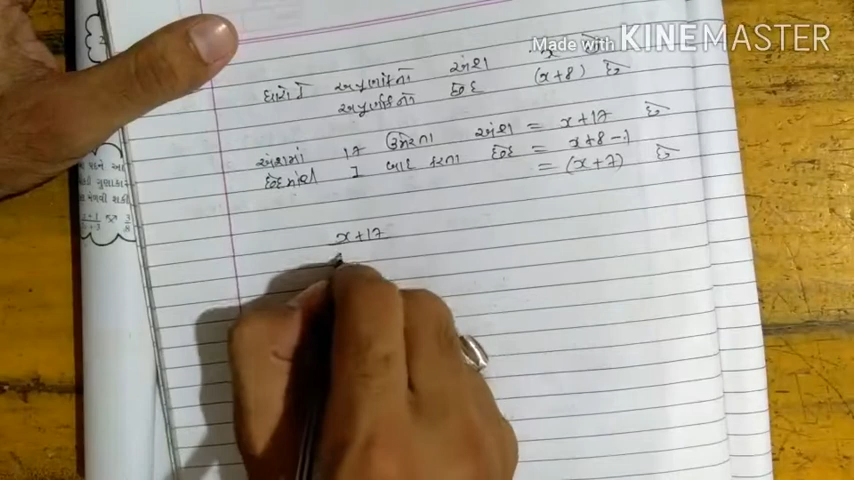 Made With KINEMASTER
ધારો કે અપૂર્ણાંકનો અંશ x છે
અપૂર્ણાંકનો છેદ (x+8) છે
અંશમાં 17 ઉમેરતા અંશ = x+17 છે
છેદમાંથી 1 બાદ કરતા છેદ = x+8-1
= (x+7) છે
x+17